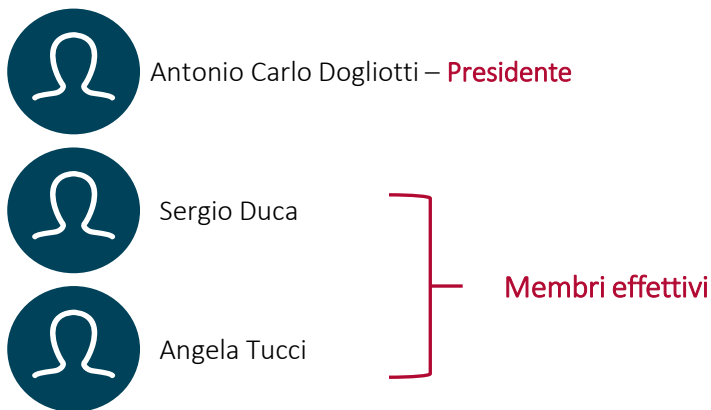 Antonio Carlo Dogliotti – Presidente
Sergio Duca
Membri effettivi
Angela Tucci